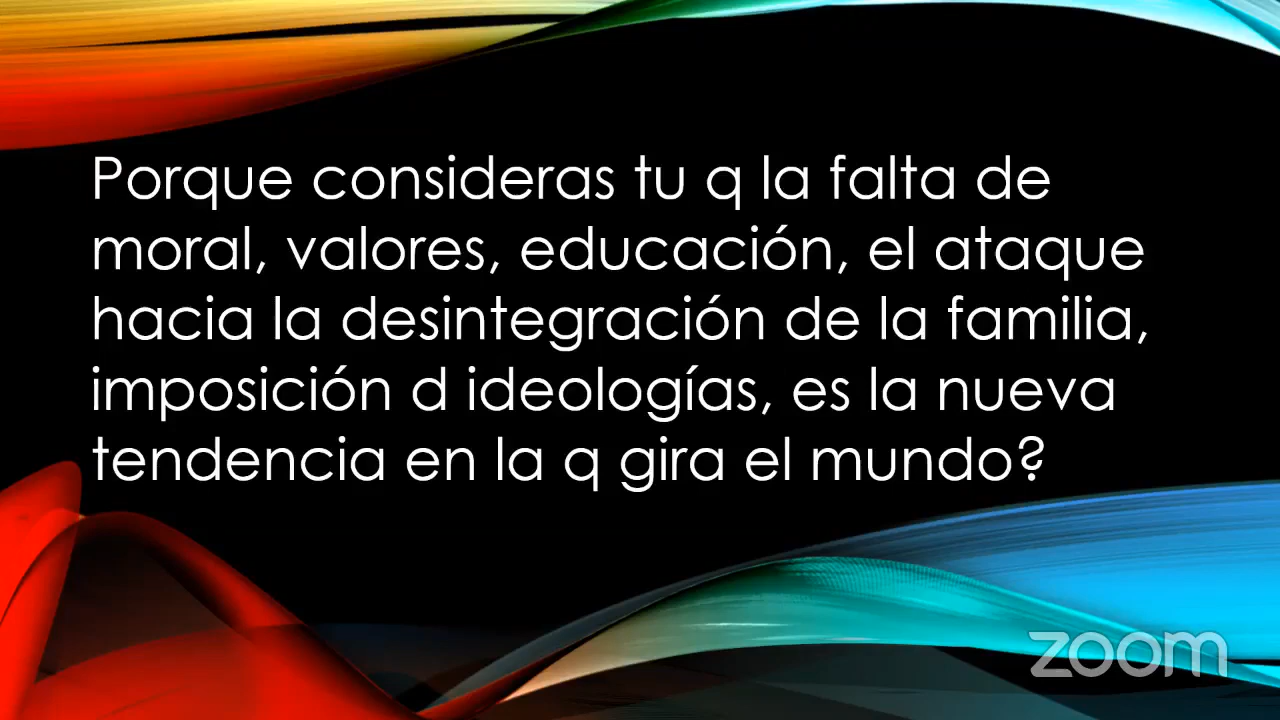 Porque consideras tu q la falta de
moral, valores, educación, el ataque
hacia la desintegración de la familia,
imposición d ideologías, es la nueva
tendencia en la q gira el mundo?
zoom